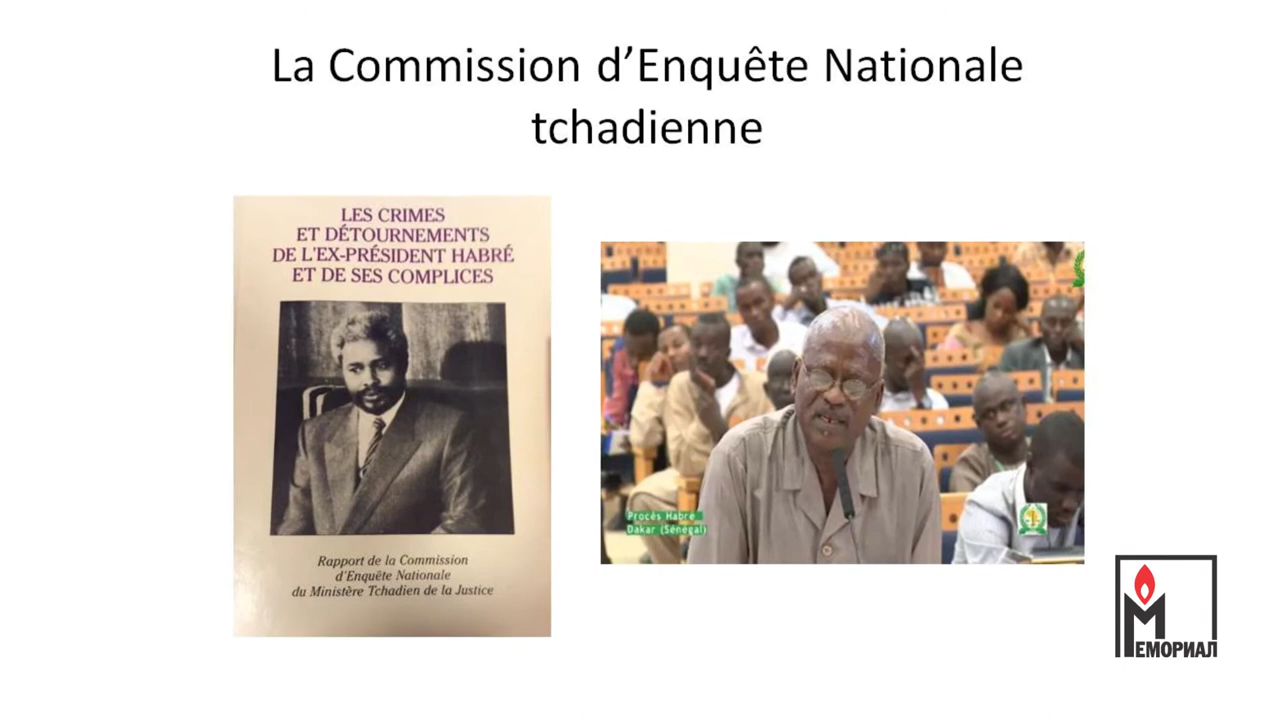 La Commission d’Enquête Nationale
tchadienne
LES CRIMES
ET DÉTOURNEMENTS
DE L'EX-PRÉSIDENT HABRÉ
ET DE SES COMPLICES
Rapport de la Commission
d'Enquête Nationale
du Ministère Tchadien de la Justice
Procès Habré
Dakar (Sénégal)
МЕМОРИАЛ